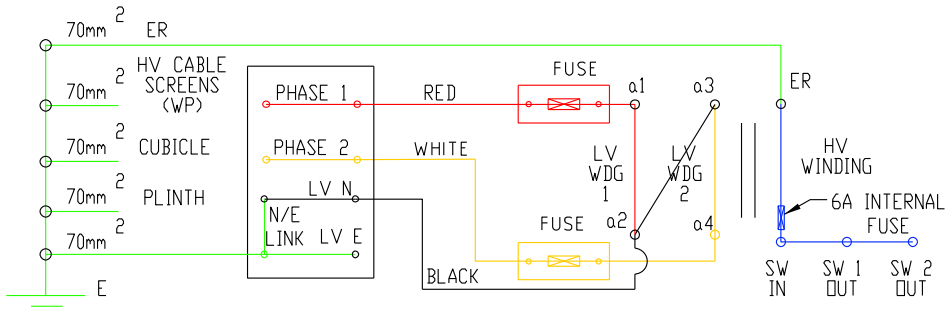 70mm 2 ER
70mm 2 HV CABLE
SCREENS
(WP)
70mm 2 CUBICLE
70mm 2 PLINTH
70mm 2
E
PHASE 1
PHASE 2
LV N
N/E
LINK
LV E
RED
WHITE
BLACK
FUSE
FUSE
a1
a3
LV
WDG
1
LV
WDG
2
a2
a4
ER
HV
WINDING
6A INTERNAL
FUSE
SW
IN
SW 1
OUT
SW 2
OUT